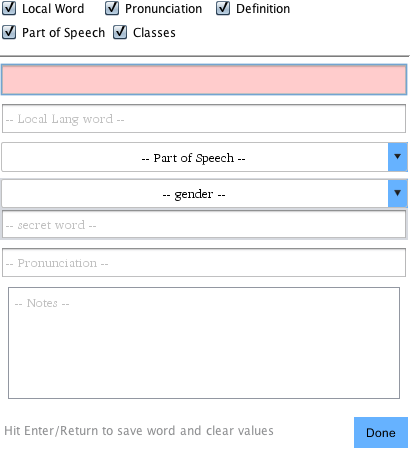 Local Word Pronunciation Definition
Part of Speech Classes
-- Local Lang word --
-- Part of Speech --
-- gender --
-- secret word --
-- Pronunciation --
-- Notes --
Hit Enter/Return to save word and clear values
Done